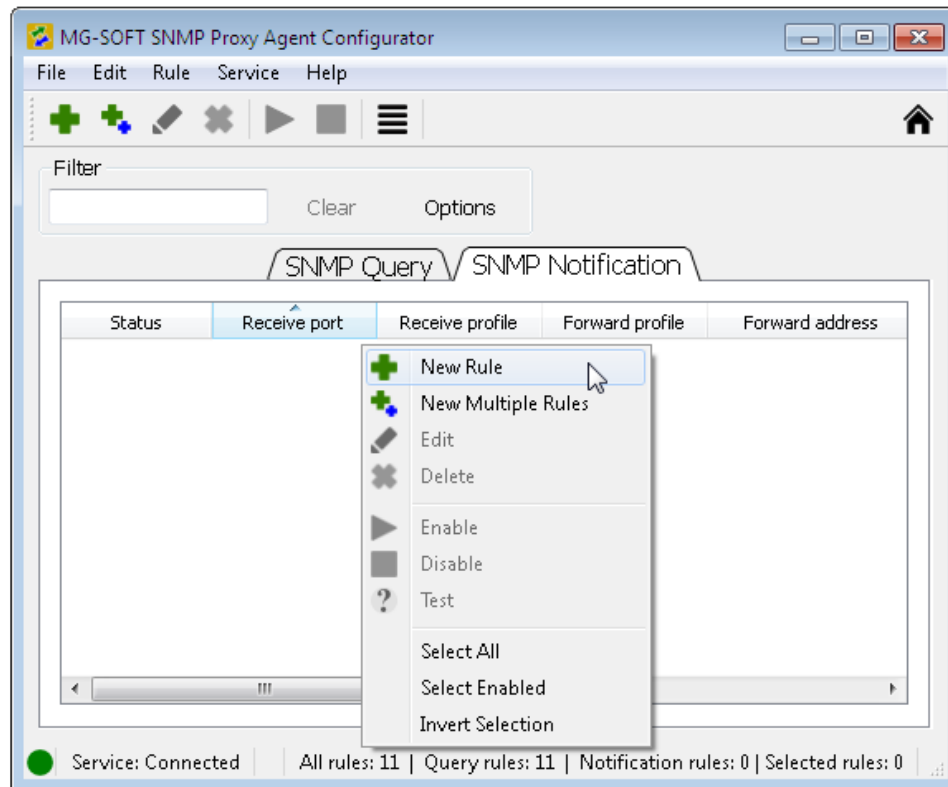 MG-SOFT SNMP Proxy Agent Configurator
File Edit Rule Service Help
Filter
Clear Options
SNMP Query SNMP Notification
Status Receive port Receive profile Forward profile Forward address
New Rule
New Multiple Rules
Edit
Delete
Enable
Disable
? Test
Select All
Select Enabled
Invert Selection
Service: Connected All rules: 11 | Query rules: 11 | Notification rules: 0 | Selected rules: 0